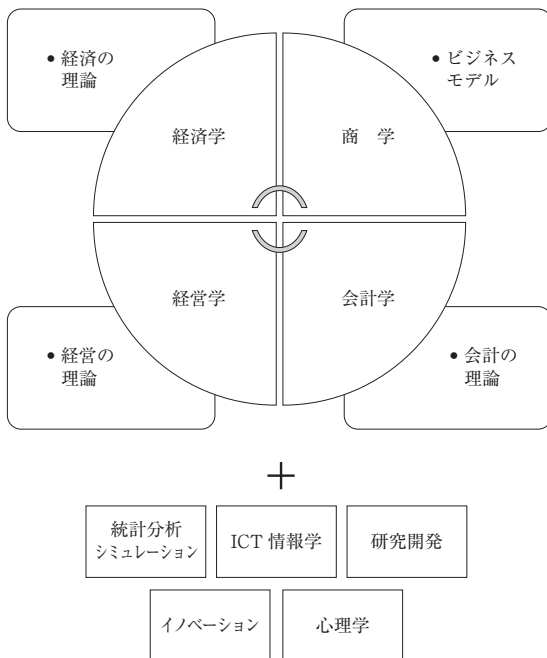 • 経済の
理論
• ビジネス
モデル
経済学
商　学
経営学
会計学
• 経営の
理論
• 会計の
理論
+
統計分析
シミュレーション
ICT 情報学
研究開発
イノベーション
心理学